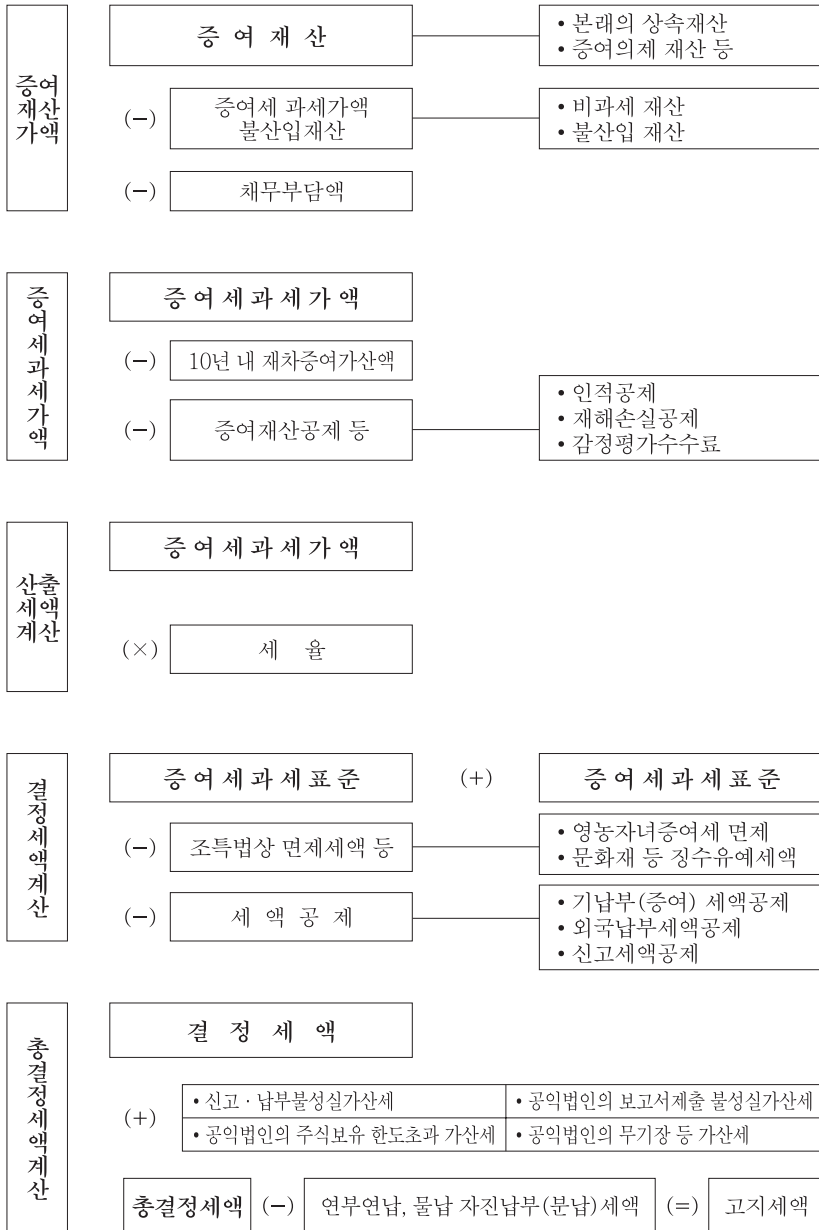 증여
재산
가액
증 여 재 산
• 본래의 상속재산
• 증여의제 재산 등
(−)
증여세 과세가액
불산입재산
• 비과세 재산
• 불산입 재산
(−)
채무부담액
증여세과세가액
증여세과세가액
(−)
10년 내 재차증여가산액
(−)
증여재산공제 등
• 인적공제
• 재해손실공제
• 감정평가수수료
산출
세액
계산
증여세과세가액
(×)
세 율
결정세액계산
증여세과세표준
(+)
증여세과세표준
(−)
조특법상 면제세액 등
• 영농자녀증여세 면제
• 문화재 등 징수유예세액
(−)
세 액 공 제
• 기납부(증여) 세액공제
• 외국납부세액공제
• 신고세액공제
총결정세액계산
결 정 세 액
(+)
• 신고 · 납부불성실가산세
• 공익법인의 보고서제출 불성실가산세
• 공익법인의 주식보유 한도초과 가산세
• 공익법인의 무기장 등 가산세
총결정세액 (−) 연부연납, 물납 자진납부(분납)세액 (=) 고지세액